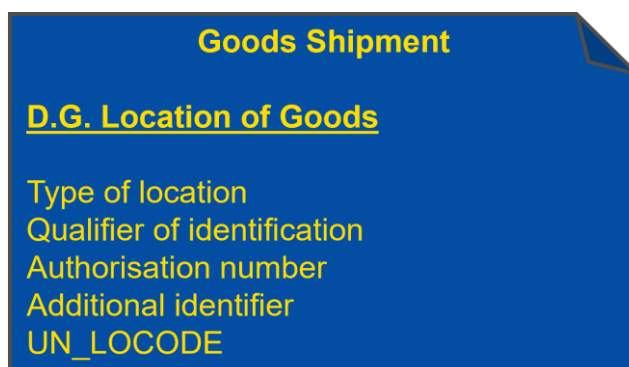 Goods Shipment
D.G. Location of Goods
Type of location
Qualifier of identification
Authorisation number
Additional identifier
UN_LOCODE